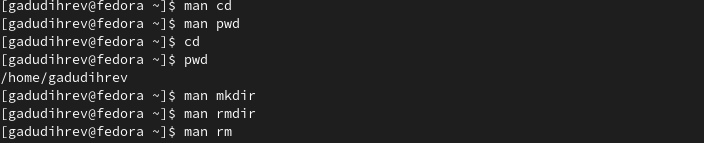 [gadudihrev@fedora ~]$ man cd
[gadudihrev@fedora ~]$ man pwd
[gadudihrev@fedora ~]$ cd
[gadudihrev@fedora ~]$ pwd
/home/gadudihrev
[gadudihrev@fedora ~]$ man mkdir
[gadudihrev@fedora ~]$ man rmdir
[gadudihrev@fedora ~]$ man rm